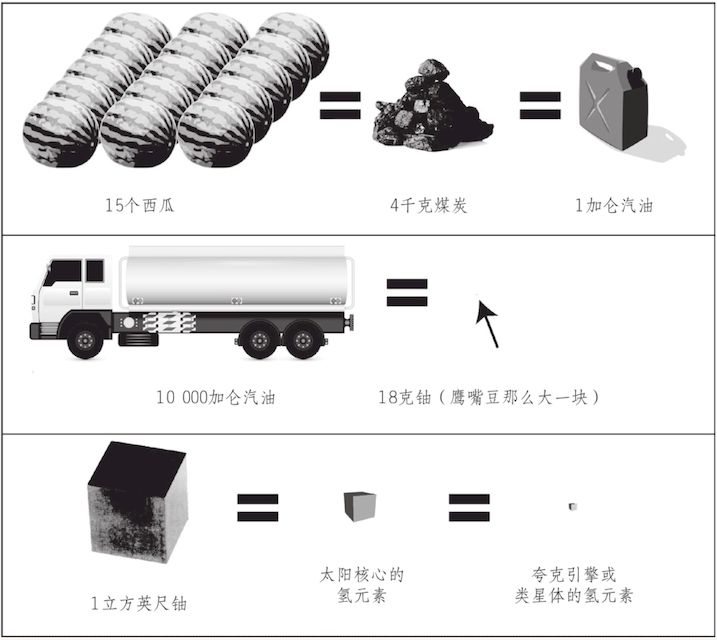 15个西瓜
4千克煤炭
1加仑汽油
10 000加仑汽油
18克铀（鹰嘴豆那么大一块）
1立方英尺铀
太阳核心的
氢元素
夸克引擎或
类星体的氢元素